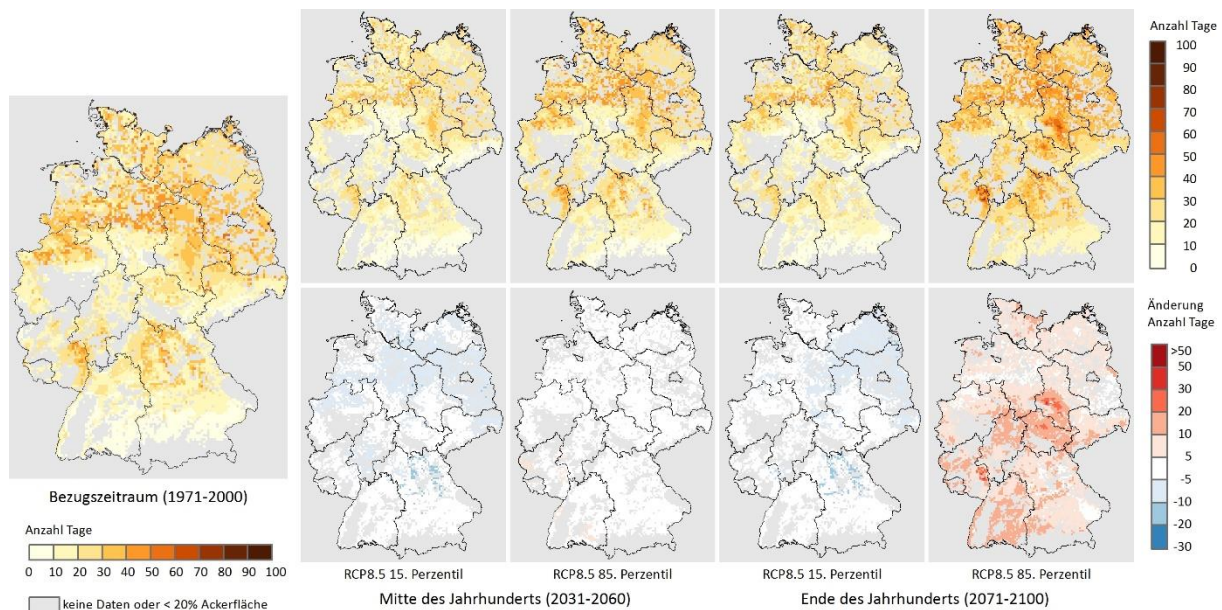 Anzahl Tage
100
90
80
70
60
50
40
30
20
10
0
Änderung
Anzahl Tage
>50
50
30
20
10
5
-5
-10
-20
-30
Bezugszeitraum (1971-2000)
Anzahl Tage
0 10 20 30 40 50 60 70 80 90 100
keine Daten oder < 20% Ackerfläche
RCP8.5 15. Perzentil
RCP8.5 85. Perzentil
RCP8.5 15. Perzentil
RCP8.5 85. Perzentil
Mitte des Jahrhunderts (2031-2060)
Ende des Jahrhunderts (2071-2100)